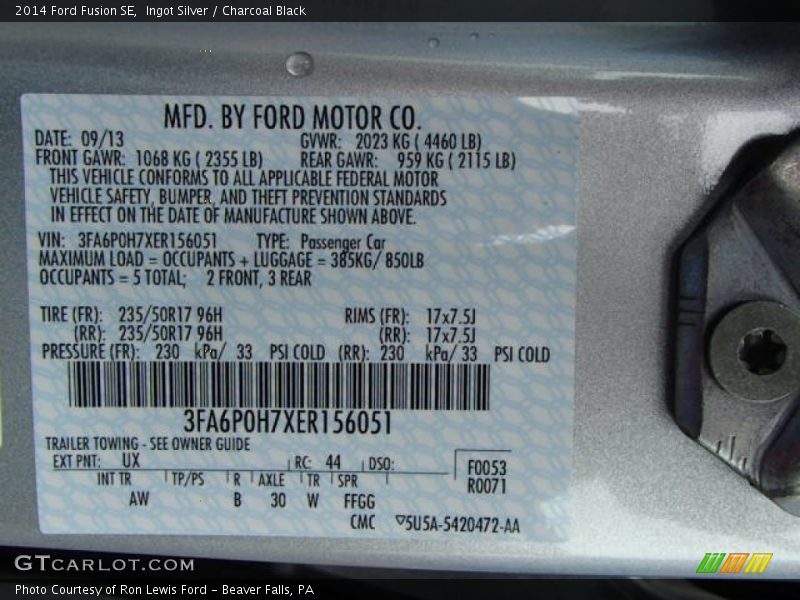 2014 Ford Fusion SE, Ingot Silver / Charcoal Black
MFD. BY FORD MOTOR CO.
DATE: 09/13 GVWR: 2023 KG ( 4460 LB)
FRONT GAWR: 1068 KG ( 2355 LB) REAR GAWR: 959 KG ( 2115 LB)
THIS VEHICLE CONFORMS TO ALL APPLICABLE FEDERAL MOTOR
VEHICLE SAFETY, BUMPER, AND THEFT PREVENTION STANDARDS
IN EFFECT ON THE DATE OF MANUFACTURE SHOWN ABOVE.
VIN: 3FA6P0H7XER156051 TYPE: Passenger Car
MAXIMUM LOAD = OCCUPANTS + LUGGAGE = 385KG/ 850LB
OCCUPANTS = 5 TOTAL; 2 FRONT, 3 REAR
TIRE (FR): 235/50R17 96H RIMS (FR): 17x7.5J
(RR): 235/50R17 96H (RR): 17x7.5J
PRESSURE (FR): 230 kPa/ 33 PSI COLD (RR): 230 kPa/ 33 PSI COLD
3FA6P0H7XER156051
TRAILER TOWING - SEE OWNER GUIDE
EXT PNT: UX RC: 44 DSO: F0053
INT TR TP/PS R AXLE TR SPR R0071
AW B 30 W FFGG
CMC ▽5U5A-5420472-AA
GTCARLOT.COM
Photo Courtesy of Ron Lewis Ford - Beaver Falls, PA